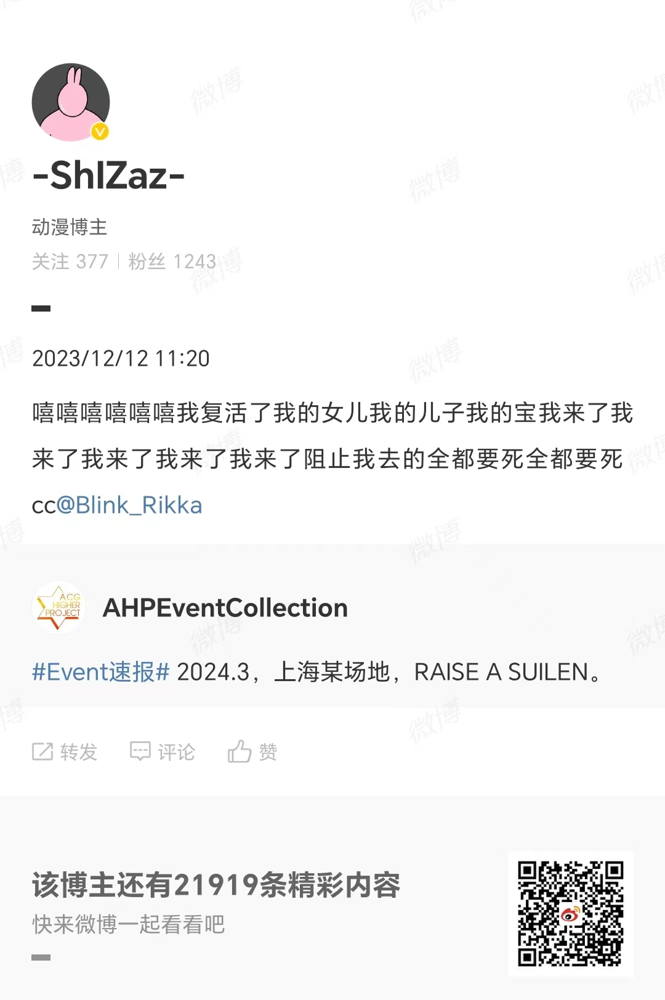 -ShIZaz-
动漫博主
关注 377 | 粉丝 1243
2023/12/12 11:20
嘻嘻嘻嘻嘻嘻我复活了我的女儿我的儿子我的宝我来了我
来了我来了我来了我来了阻止我去的全都要死全都要死
cc@Blink_Rikka
ACG
HIGHER
PROJECT
AHPEventCollection
#Event速报# 2024.3，上海某场地，RAISE A SUILEN。
转发 评论 赞
该博主还有21919条精彩内容
快来微博一起看看吧
微博